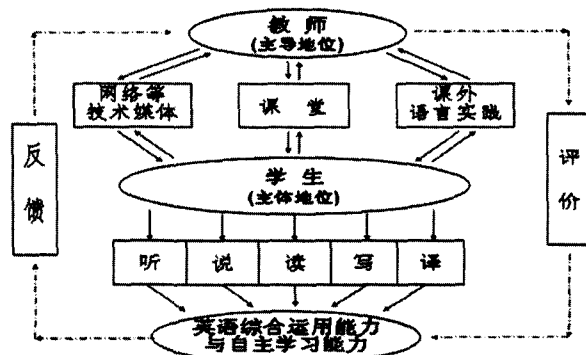 教师
(主导地位)
网络等
技术媒体
课堂
课外
语言实践
反馈
评价
学生
(主体地位)
听
说
读
写
译
英语综合运用能力
与自主学习能力